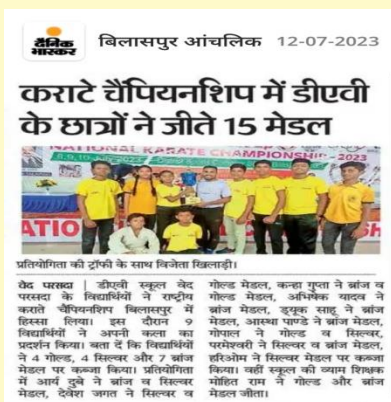 दैनिक
भास्कर
बिलासपुर आंचलिक 12-07-2023
कराटे चैंपियनशिप में डीएवी
के छात्रों ने जीते 15 मेडल
NATIONAL KARATE CHAMPIONSHIP - 2023
प्रतियोगिता की ट्रॉफी के साथ विजेता खिलाड़ी।
वेद परसदा | डीएवी स्कूल वेद
परसदा के विद्यार्थियों ने राष्ट्रीय
कराते चैंपियनशिप बिलासपुर में
हिस्सा लिया। इस दौरान 9
विद्यार्थियों ने अपनी कला का
प्रदर्शन किया। बता दें कि विद्यार्थियों
ने 4 गोल्ड, 4 सिल्वर और 7 ब्रांज
मेडल पर कब्जा किया। प्रतियोगिता
में आर्य दुबे ने ब्रांज व सिल्वर
मेडल, देवेश जगत ने सिल्वर व
गोल्ड मेडल, कन्हा गुप्ता ने ब्रांज व
गोल्ड मेडल, अभिषेक यादव ने
ब्रांज मेडल, ड्यूक साहू ने ब्रांज
मेडल, आस्था पाण्डे ने ब्रांज मेडल,
गोपाल ने गोल्ड व सिल्वर,
परमेश्वरी ने सिल्वर व ब्रांज मेडल,
हरिओम ने सिल्वर मेडल पर कब्जा
किया। वहीं स्कूल की व्याम शिक्षक
मोहित राम ने गोल्ड और ब्रांज
मेडल जीता।